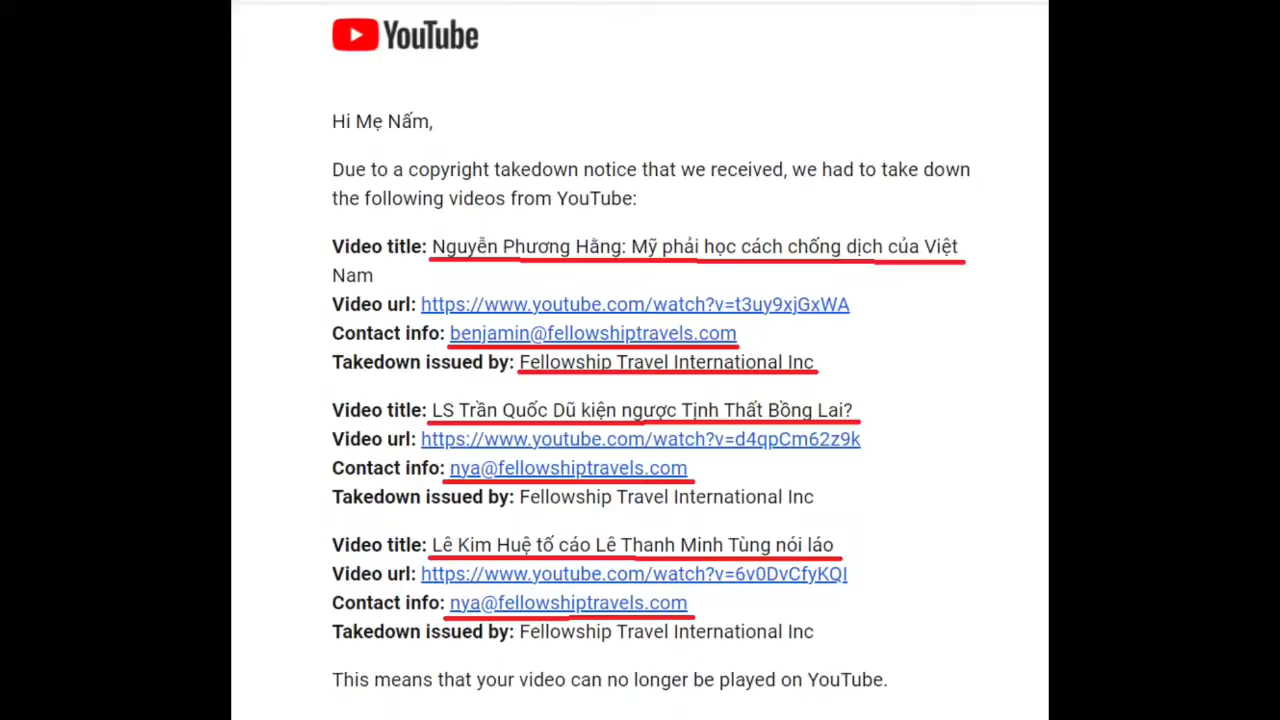 YouTube
Hi Mẹ Nấm,
Due to a copyright takedown notice that we received, we had to take down
the following videos from YouTube:
Video title: Nguyễn Phương Hằng: Mỹ phải học cách chống dịch của Việt
Nam
Video url: https://www.youtube.com/watch?v=t3uy9xjGxWA
Contact info: benjamin@fellowshiptravels.com
Takedown issued by: Fellowship Travel International Inc
Video title: LS Trần Quốc Dũ kiện ngược Tịnh Thất Bồng Lai?
Video url: https://www.youtube.com/watch?v=d4qpCm62z9k
Contact info: nya@fellowshiptravels.com
Takedown issued by: Fellowship Travel International Inc
Video title: Lê Kim Huệ tố cáo Lê Thanh Minh Tùng nói láo
Video url: https://www.youtube.com/watch?v=6v0DvCfyKQI
Contact info: nya@fellowshiptravels.com
Takedown issued by: Fellowship Travel International Inc
This means that your video can no longer be played on YouTube.